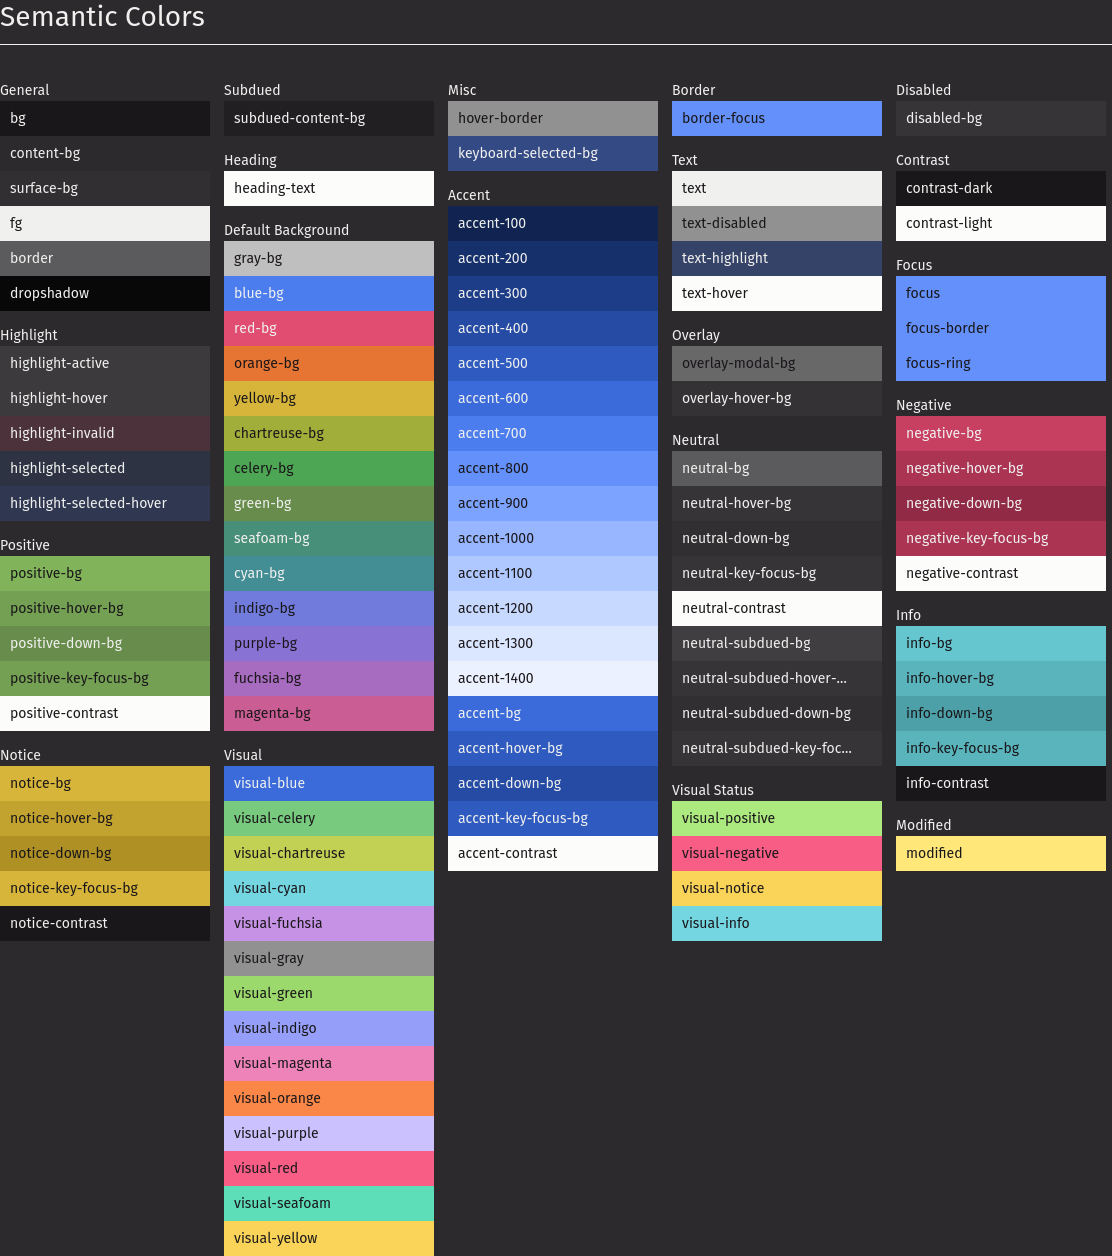 Semantic Colors
General
bg
content-bg
surface-bg
fg
border
dropshadow
Highlight
highlight-active
highlight-hover
highlight-invalid
highlight-selected
highlight-selected-hover
Positive
positive-bg
positive-hover-bg
positive-down-bg
positive-key-focus-bg
positive-contrast
Notice
notice-bg
notice-hover-bg
notice-down-bg
notice-key-focus-bg
notice-contrast
Subdued
subdued-content-bg
Heading
heading-text
Default Background
gray-bg
blue-bg
red-bg
orange-bg
yellow-bg
chartreuse-bg
celery-bg
green-bg
seafoam-bg
cyan-bg
indigo-bg
purple-bg
fuchsia-bg
magenta-bg
Visual
visual-blue
visual-celery
visual-chartreuse
visual-cyan
visual-fuchsia
visual-gray
visual-green
visual-indigo
visual-magenta
visual-orange
visual-purple
visual-red
visual-seafoam
visual-yellow
Misc
hover-border
keyboard-selected-bg
Accent
accent-100
accent-200
accent-300
accent-400
accent-500
accent-600
accent-700
accent-800
accent-900
accent-1000
accent-1100
accent-1200
accent-1300
accent-1400
accent-bg
accent-hover-bg
accent-down-bg
accent-key-focus-bg
accent-contrast
Border
border-focus
Text
text
text-disabled
text-highlight
text-hover
Overlay
overlay-modal-bg
overlay-hover-bg
Neutral
neutral-bg
neutral-hover-bg
neutral-down-bg
neutral-key-focus-bg
neutral-contrast
neutral-subdued-bg
neutral-subdued-hover-...
neutral-subdued-down-bg
neutral-subdued-key-foc...
Visual Status
visual-positive
visual-negative
visual-notice
visual-info
Disabled
disabled-bg
Contrast
contrast-dark
contrast-light
Focus
focus
focus-border
focus-ring
Negative
negative-bg
negative-hover-bg
negative-down-bg
negative-key-focus-bg
negative-contrast
Info
info-bg
info-hover-bg
info-down-bg
info-key-focus-bg
info-contrast
Modified
modified